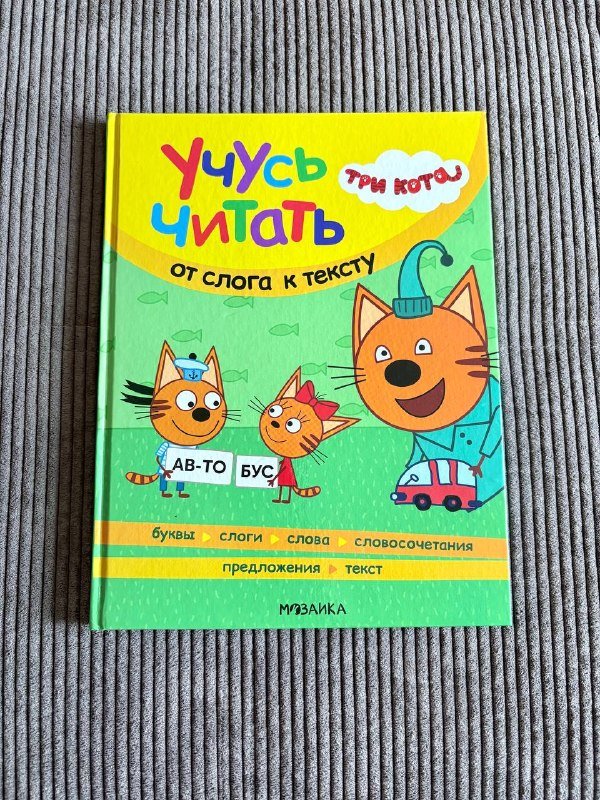 Учусь
читать
три кота
от слога к тексту
АВ-ТО БУС
буквы слоги слова словосочетания
предложения текст
МОЗАИКА